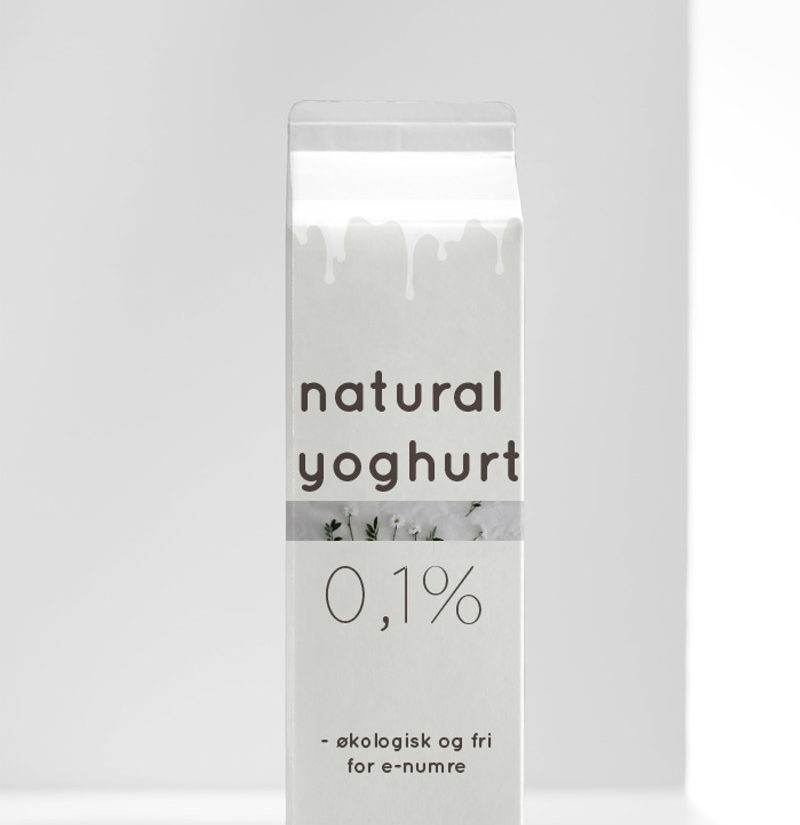 natural
yoghurt
0,1%
- økologisk og fri
for e-numre